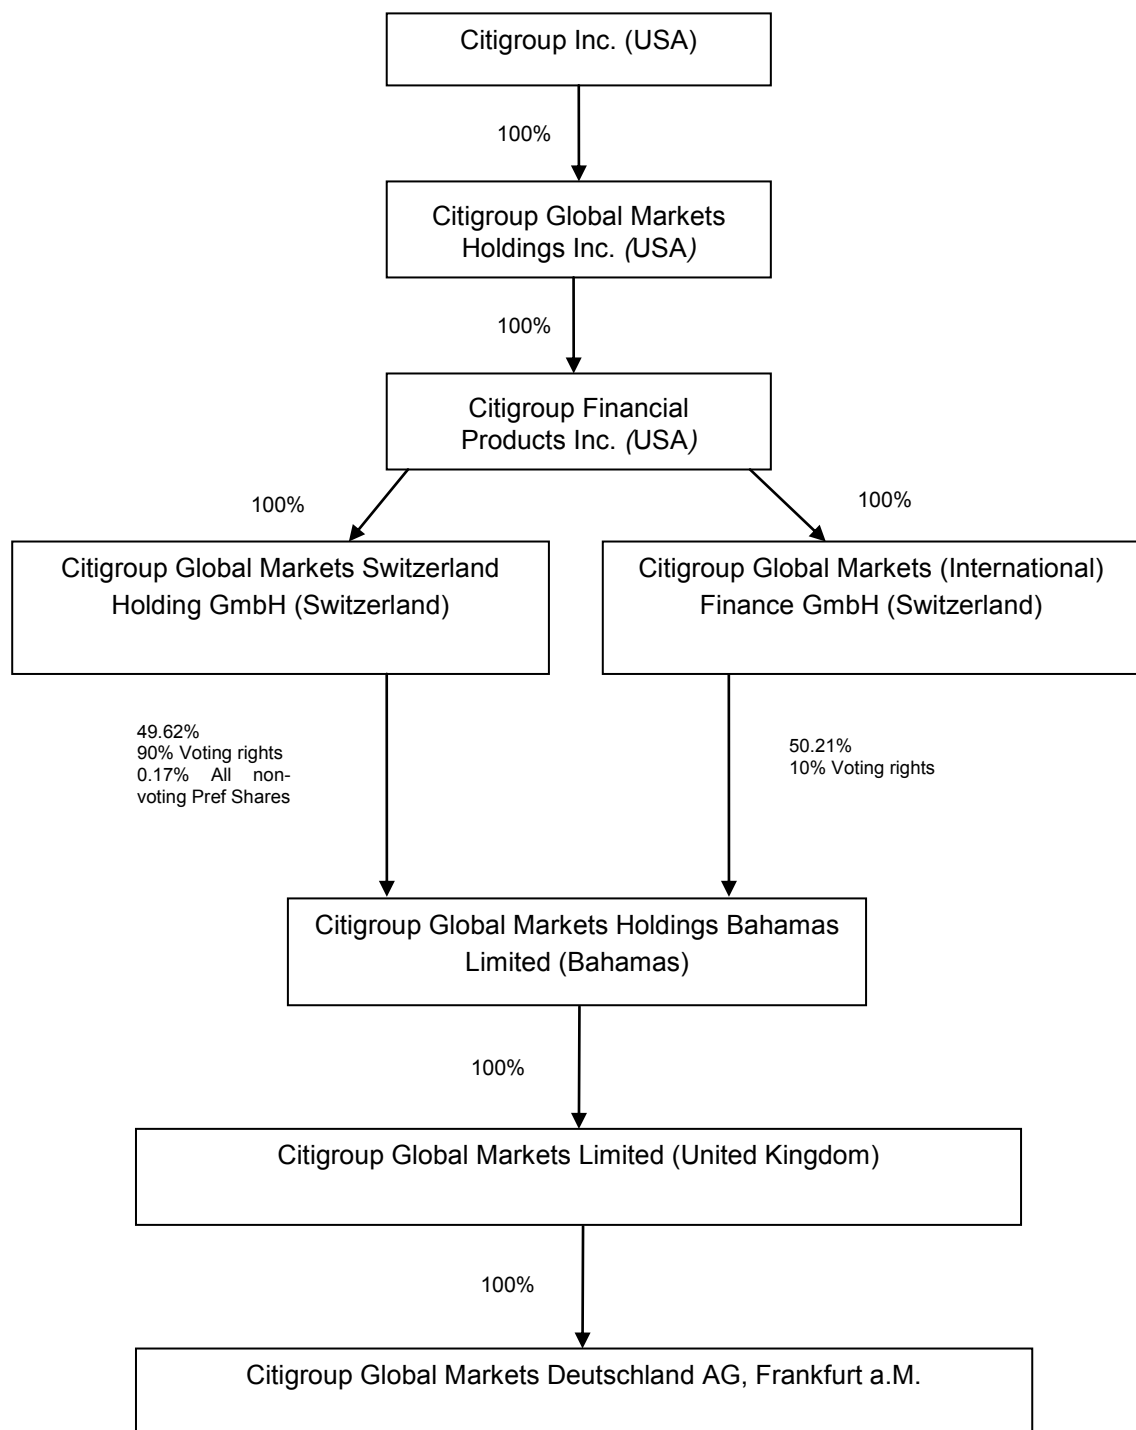 Citigroup Inc. (USA)
100%
Citigroup Global Markets
Holdings Inc. (USA)
100%
Citigroup Financial
Products Inc. (USA)
100%
100%
Citigroup Global Markets Switzerland
Holding GmbH (Switzerland)
Citigroup Global Markets (International)
Finance GmbH (Switzerland)
49.62%
90% Voting rights
0.17% All non-
voting Pref Shares
50.21%
10% Voting rights
Citigroup Global Markets Holdings Bahamas
Limited (Bahamas)
100%
Citigroup Global Markets Limited (United Kingdom)
100%
Citigroup Global Markets Deutschland AG, Frankfurt a.M.